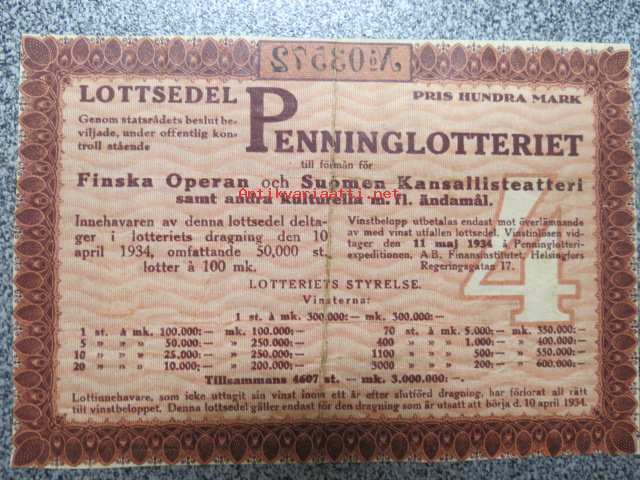 № 03572
LOTTSEDEL
PRIS HUNDRA MARK
Genom statsrådets beslut be-
viljade, under offentlig kon-
troll stående
PENNINGLOTTERIET
till förmån för
Finska Operan och Suomen Kansallisteatteri
samt andra kulturella m. fl. ändamål.
Antikvariaatti.net
Innehavaren av denna lottsedel delta-
ger i lotteriets dragning den 10
april 1934, omfattande 50,000 st.
lotter à 100 mk.
Vinstbelopp utbetalas endast mot överlämnande
av med vinst utfallen lottsedel. Vinstlinsen vid-
tager den 11 maj 1934 å Penninglotteri-
expeditionen, A.B. Finansinstitutet, Helsingfors
Regeringsgatan 17.
4
LOTTERIETS STYRELSE.
Vinsterna:
1 st. à mk. 300,000:— mk. 300,000:—
1 st. à mk. 100.000:— mk. 100.000:—
5 » » » 50.000:— » 250.000:—
10 » » » 25.000:— » 250.000:—
20 » » » 10.000:— » 200.000:—
70 st. à mk. 5.000:— mk. 350.000:—
400 » » » 1.000:— » 400.000:—
1100 » » » 500:— » 550.000:—
3000 » » » 200:— » 600.000:—
Tillsammans 4607 st. — mk. 3.000.000:—
Lottinnehavare, som icke uttagit sin vinst inom ett år efter slutförd dragning, har förlorat all rätt
till vinstbeloppet. Denna lottsedel gäller endast för den dragning som är utsatt att börja d. 10 april 1934.